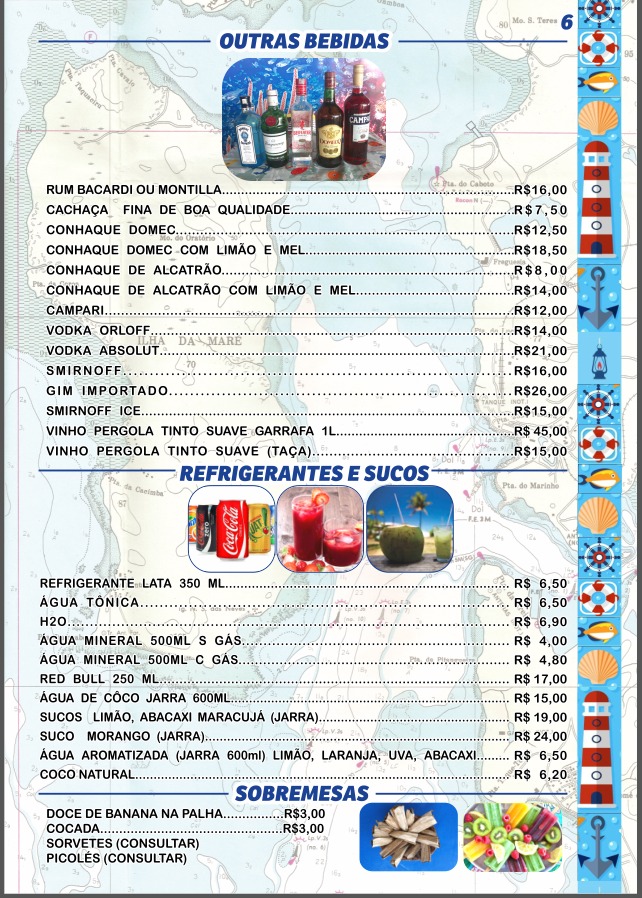 6
OUTRAS BEBIDAS
RUM BACARDI OU MONTILLA R$16,00
CACHAÇA FINA DE BOA QUALIDADE R$7,50
CONHAQUE DOMEC R$12,50
CONHAQUE DOMEC COM LIMÃO E MEL R$18,50
CONHAQUE DE ALCATRÃO R$8,00
CONHAQUE DE ALCATRÃO COM LIMÃO E MEL R$14,00
CAMPARI R$12,00
VODKA ORLOFF R$14,00
VODKA ABSOLUT R$21,00
SMIRNOFF R$16,00
GIM IMPORTADO R$26,00
SMIRNOFF ICE R$15,00
VINHO PERGOLA TINTO SUAVE GARRAFA 1L R$ 45,00
VINHO PERGOLA TINTO SUAVE (TAÇA) R$15,00
REFRIGERANTES E SUCOS
REFRIGERANTE LATA 350 ML R$ 6,50
ÁGUA TÔNICA R$ 6,50
H2O R$ 6,90
ÁGUA MINERAL 500ML S GÁS R$ 4,00
ÁGUA MINERAL 500ML C GÁS R$ 4,80
RED BULL 250 ML R$ 17,00
ÁGUA DE CÔCO JARRA 600ML R$ 15,00
SUCOS LIMÃO, ABACAXI MARACUJÁ (JARRA) R$ 19,00
SUCO MORANGO (JARRA) R$ 24,00
ÁGUA AROMATIZADA (JARRA 600ml) LIMÃO, LARANJA, UVA, ABACAXI R$ 6,50
COCO NATURAL R$ 6,20
SOBREMESAS
DOCE DE BANANA NA PALHA R$3,00
COCADA R$3,00
SORVETES (CONSULTAR)
PICOLÉS (CONSULTAR)